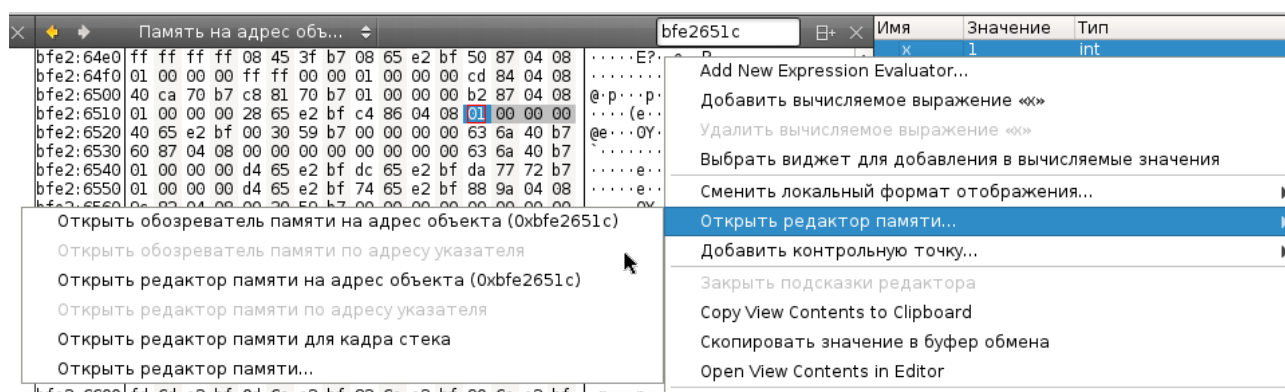 Память на адрес объ... bfe2651c Имя Значение Тип
x 1 int
bfe2:64e0 ff ff ff ff 08 45 3f b7 08 65 e2 bf 50 87 04 08
bfe2:64f0 01 00 00 00 ff ff 00 00 01 00 00 00 cd 84 04 08
bfe2:6500 40 ca 70 b7 c8 81 70 b7 01 00 00 00 b2 87 04 08
bfe2:6510 01 00 00 00 28 65 e2 bf c4 86 04 08 01 00 00 00
bfe2:6520 40 65 e2 bf 00 30 59 b7 00 00 00 00 63 6a 40 b7
bfe2:6530 60 87 04 08 00 00 00 00 00 00 00 00 63 6a 40 b7
bfe2:6540 01 00 00 00 d4 65 e2 bf dc 65 e2 bf da 77 72 b7
bfe2:6550 01 00 00 00 d4 65 e2 bf 74 65 e2 bf 88 9a 04 08
Add New Expression Evaluator...
Добавить вычисляемое выражение «x»
Удалить вычисляемое выражение «x»
Выбрать виджет для добавления в вычисляемые значения
Сменить локальный формат отображения...
Открыть редактор памяти...
Добавить контрольную точку...
Закрыть подсказки редактора
Copy View Contents to Clipboard
Скопировать значение в буфер обмена
Open View Contents in Editor
Открыть обозреватель памяти на адрес объекта (0xbfe2651c)
Открыть обозреватель памяти по адресу указателя
Открыть редактор памяти на адрес объекта (0xbfe2651c)
Открыть редактор памяти по адресу указателя
Открыть редактор памяти для кадра стека
Открыть редактор памяти...